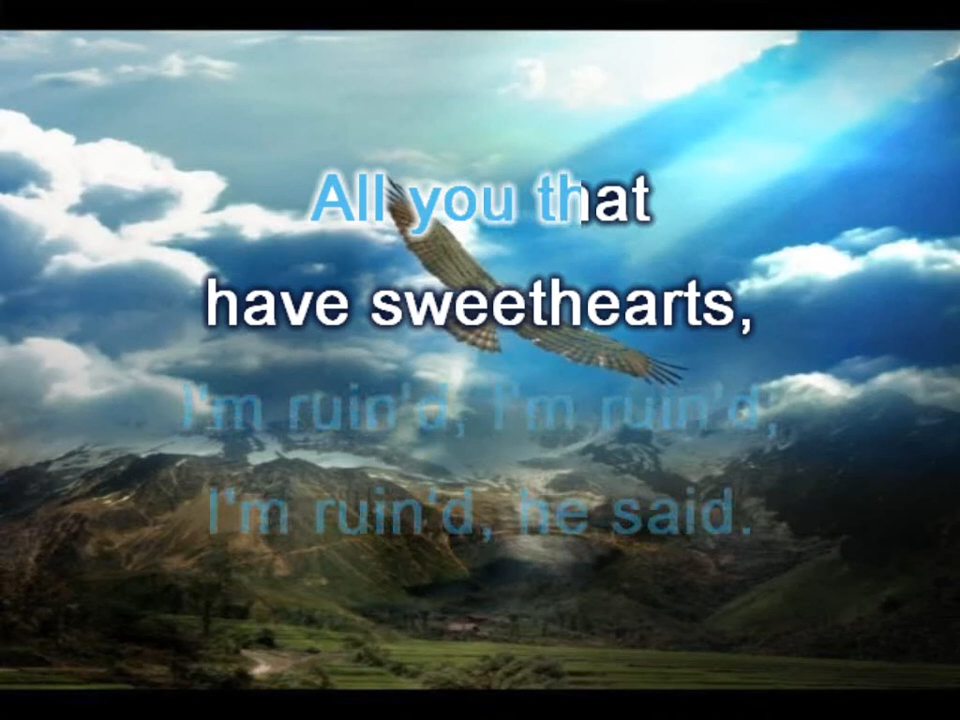 All you that
have sweethearts,
I'm ruin'd, I'm ruin'd,
I'm ruin'd, he said.